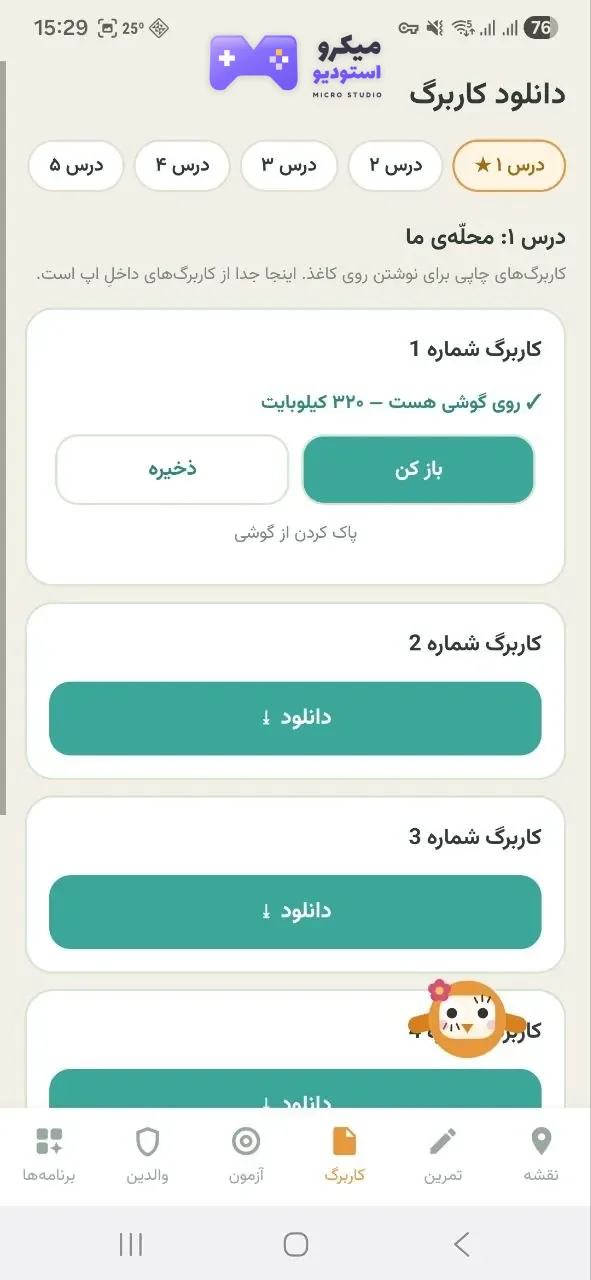 15:29 25° 76
میکرو
استودیو
MICRO STUDIO
دانلود کاربرگ
درس ۱ ★
درس ۲
درس ۳
درس ۴
درس ۵
درس ۱: محلّه‌ی ما
کاربرگ‌های چاپی برای نوشتن روی کاغذ. اینجا جدا از کاربرگ‌های داخلِ اپ است.
کاربرگ شماره 1
✓ روی گوشی هست — ۳۲۰ کیلوبایت
باز کن
ذخیره
پاک کردن از گوشی
کاربرگ شماره 2
دانلود ⤓
کاربرگ شماره 3
دانلود ⤓
دانلود ⤓
نقشه
تمرین
کاربرگ
آزمون
والدین
برنامه‌ها